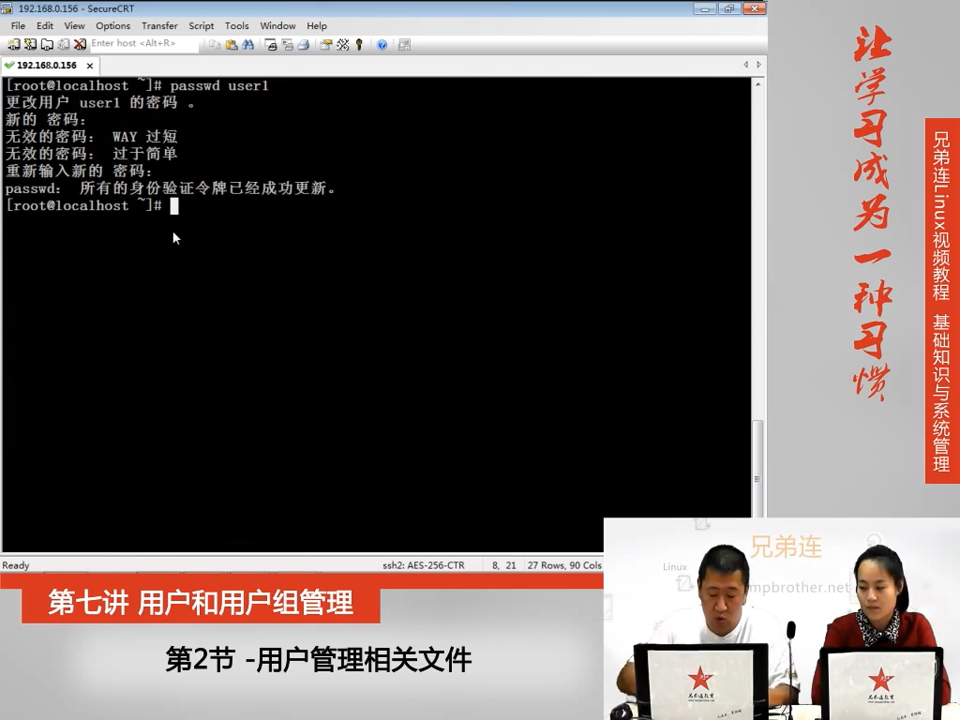 192.168.0.156 - SecureCRT
File Edit View Options Transfer Script Tools Window Help
Enter host <Alt+R>
192.168.0.156
[root@localhost ~]# passwd user1
更改用户 user1 的密码 。
新的 密码：
无效的密码： WAY 过短
无效的密码： 过于简单
重新输入新的 密码：
passwd： 所有的身份验证令牌已经成功更新。
[root@localhost ~]#
Ready ssh2: AES-256-CTR 8, 21 27 Rows, 90 Cols
让学习成为一种习惯
兄弟连Linux视频教程 基础知识与系统管理
兄弟连
Linux
mpbrother.net
第七讲 用户和用户组管理
第2节 -用户管理相关文件